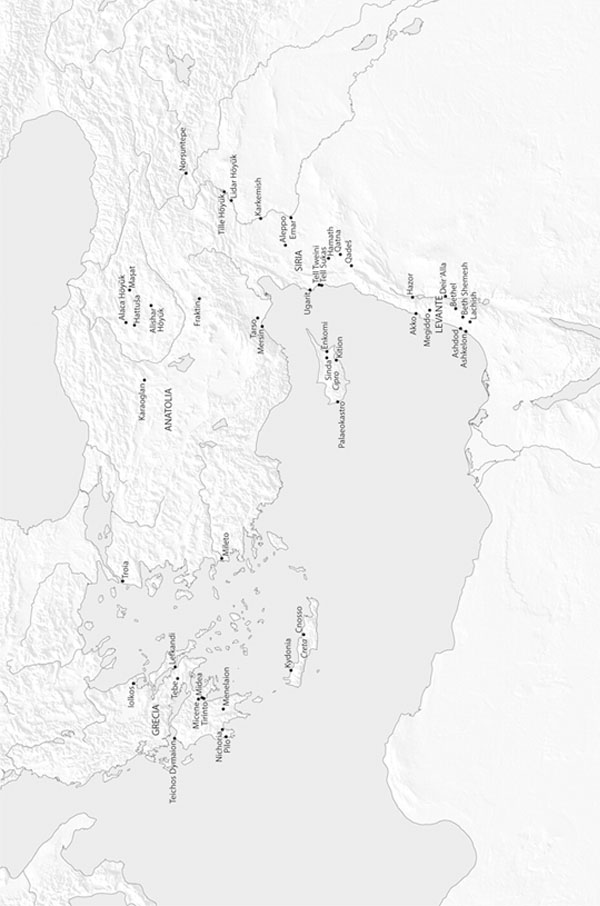 Iolkos
GRECIA
Teichos Dymaion
Tebe
Lefkandi
Micene
Midea
Tirinto
Menelaion
Nichoria
Pilo
Kydonia
Cnosso
Creta
Troia
Mileto
Karaoglan
ANATOLIA
Alaca Höyük
Maşat
Hattuša
Alishar
Höyük
Fraktin
Tarso
Mersin
Norşuntepe
Tille Höyük
Lidar Höyük
Karkemish
Aleppo
Emar
SIRIA
Ugarit
Tell Tweini
Tell Sukas
Hamath
Qatna
Qadeš
Sinda
Enkomi
Cipro
Kition
Palaeokastro
Hazor
Akko
Megiddo
LEVANTE
Deir 'Alla
Bethel
Beth Shemesh
Ashdod
Ashkelon
Lachish